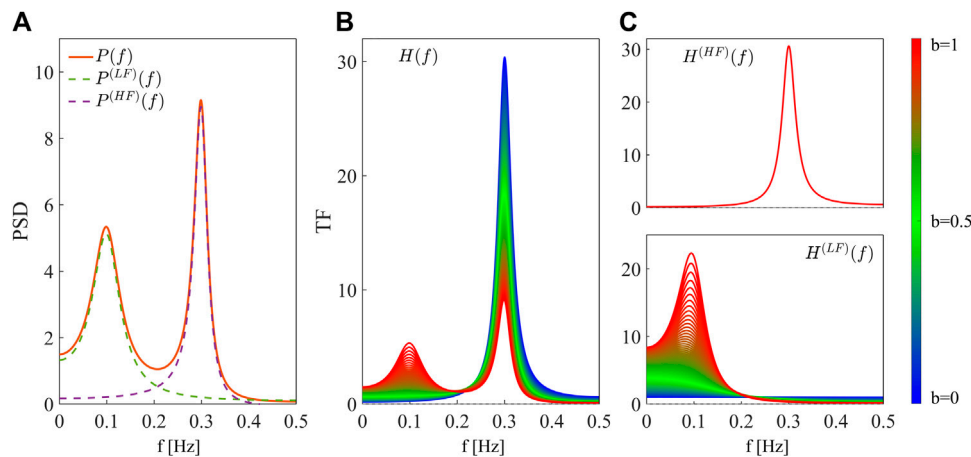 A
PSD
10
8
6
4
2
0
P(f)
P^(LF)(f)
P^(HF)(f)
0 0.1 0.2 0.3 0.4 0.5
f [Hz]
B
TF
30
20
10
0
H(f)
0 0.1 0.2 0.3 0.4 0.5
f [Hz]
C
30
20
10
0
H^(HF)(f)
20
10
0
H^(LF)(f)
0 0.1 0.2 0.3 0.4 0.5
f [Hz]
b=1
b=0.5
b=0